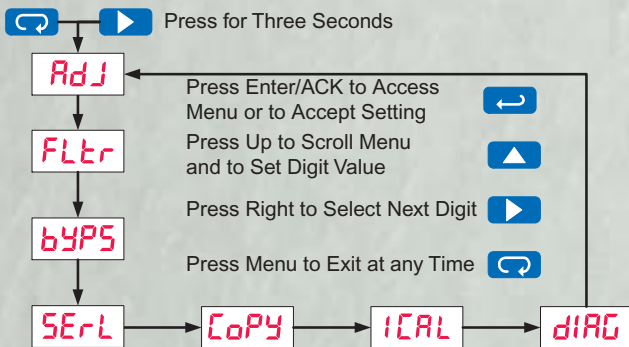 Press for Three Seconds
AdJ
Press Enter/ACK to Access
Menu or to Accept Setting
FLtr
Press Up to Scroll Menu
and to Set Digit Value
bYPS
Press Right to Select Next Digit
Press Menu to Exit at any Time
SErL CoPY ICAL dIAG